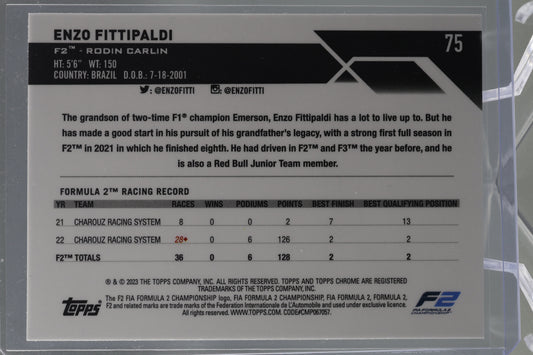 ENZO FITTIPALDI 75
F2™ - RODIN CARLIN
HT: 5'6" WT: 150
COUNTRY: BRAZIL D.O.B.: 7-18-2001
: @ENZOFITTI : @ENZFITTI
The grandson of two-time F1® champion Emerson, Enzo Fittipaldi has a lot to live up to. But he
has made a good start in his pursuit of his grandfather's legacy, with a strong first full season in
F2™ in 2021 in which he finished eighth. He had driven in F2™ and F3™ the year before, and he
is also a Red Bull Junior Team member.
FORMULA 2™ RACING RECORD
YR TEAM RACES WINS PODIUMS POINTS BEST FINISH BEST QUALIFYING POSITION
21 CHAROUZ RACING SYSTEM 8 0 0 2 7 13
22 CHAROUZ RACING SYSTEM 28♦ 0 6 126 2 2
F2™ TOTALS 36 0 6 128 2 2
® & © 2023 THE TOPPS COMPANY, INC. ALL RIGHTS RESERVED. TOPPS AND TOPPS CHROME ARE REGISTERED
TRADEMARKS OF THE TOPPS COMPANY, INC.
The F2 FIA FORMULA 2 CHAMPIONSHIP logo, FIA FORMULA 2 CHAMPIONSHIP, FIA FORMULA 2, FORMULA 2,
F2 and related marks are trade marks of the Federation Internationale de L'Automobile and used under exclusive licence.
All rights reserved. WWW.TOPPS.COM. CODE#CMP067057.
Topps
F2
FIA FORMULA 2
CHAMPIONSHIP